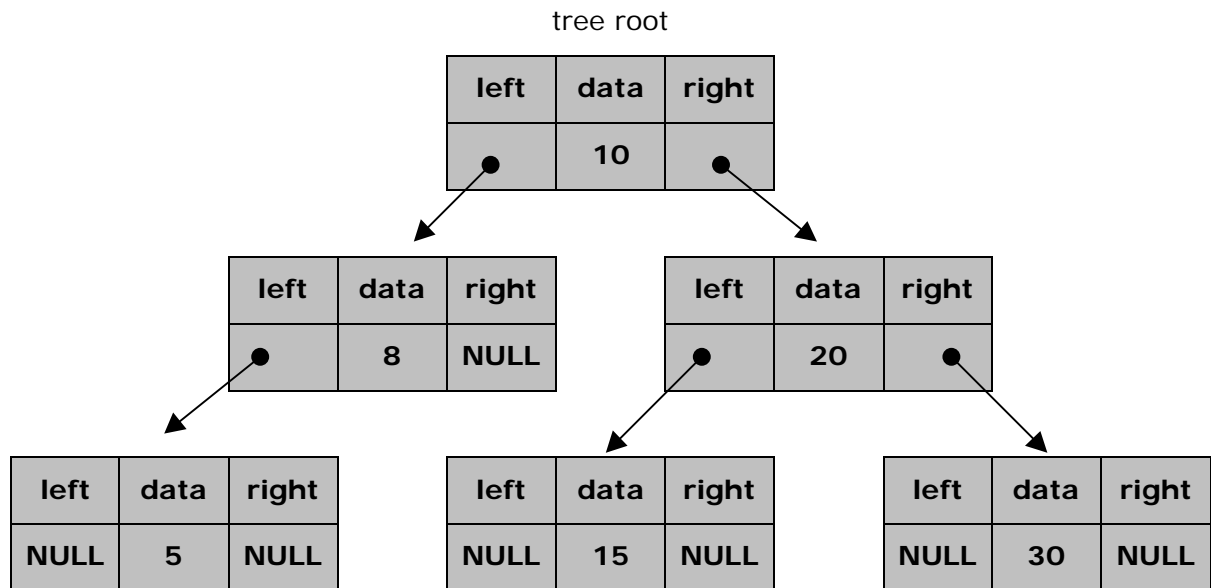 tree root
left data right
10
left data right left data right
8 NULL 20
left data right left data right left data right
NULL 5 NULL NULL 15 NULL NULL 30 NULL